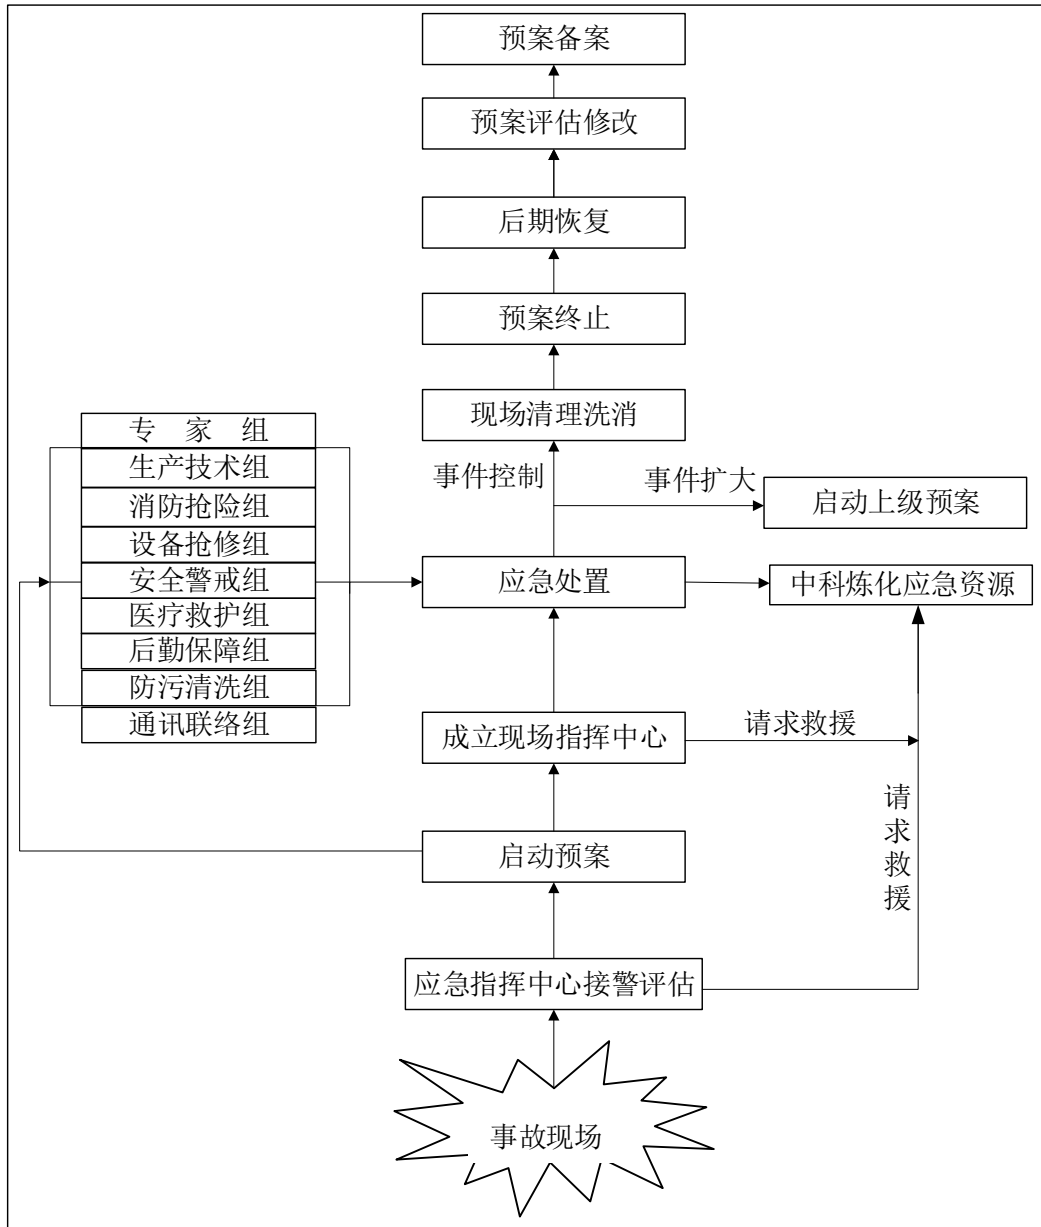 预案备案
预案评估修改
后期恢复
预案终止
现场清理洗消
专 家 组
生产技术组
消防抢险组
设备抢修组
安全警戒组
医疗救护组
后勤保障组
防污清洗组
通讯联络组
事件控制
事件扩大
启动上级预案
应急处置
中科炼化应急资源
成立现场指挥中心
请求救援
请求救援
启动预案
应急指挥中心接警评估
事故现场